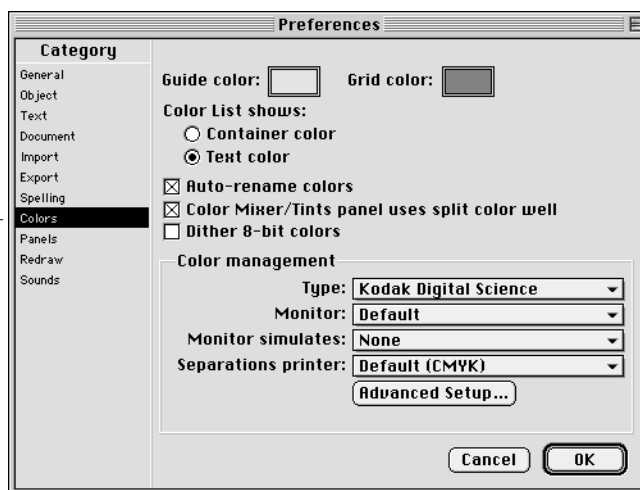 Preferences
Category
General
Object
Text
Document
Import
Export
Spelling
Colors
Panels
Redraw
Sounds
Guide color: Grid color:
Color List shows:
Container color
Text color
Auto-rename colors
Color Mixer/Tints panel uses split color well
Dither 8-bit colors
Color management
Type: Kodak Digital Science
Monitor: Default
Monitor simulates: None
Separations printer: Default (CMYK)
Advanced Setup...
Cancel OK